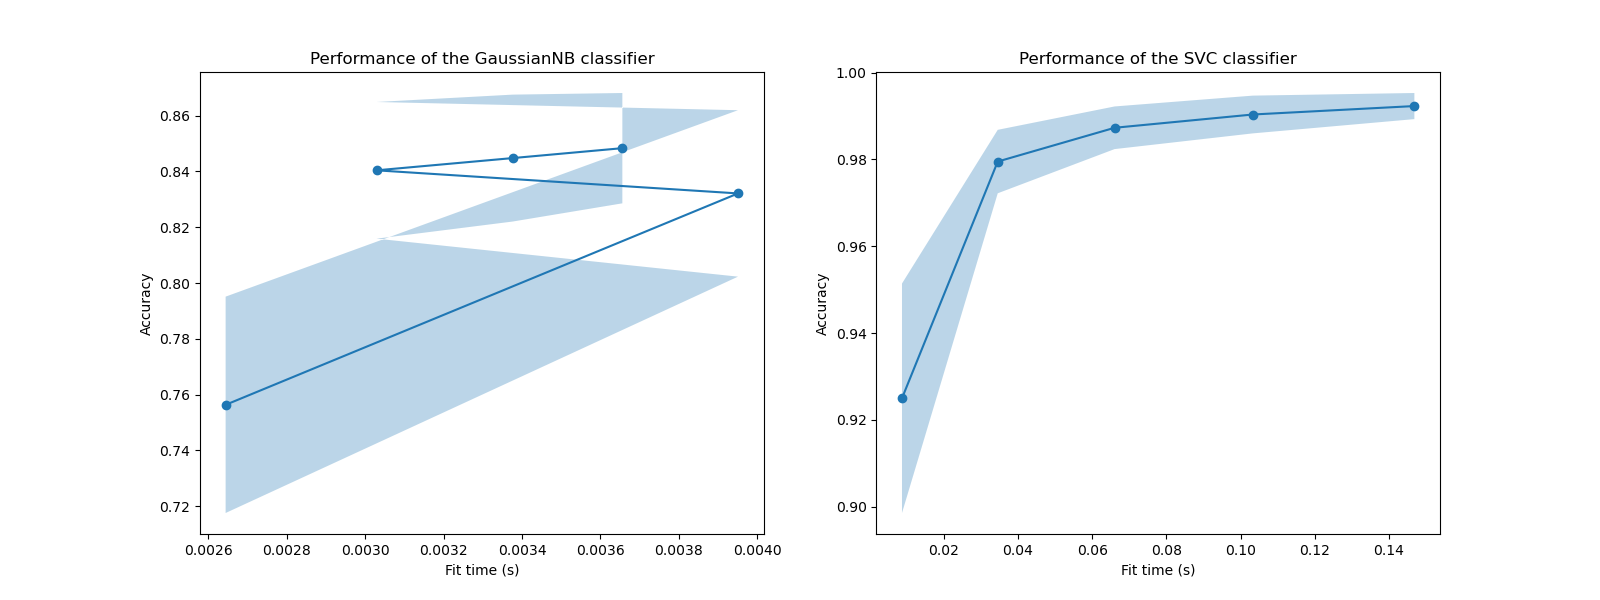 Performance of the GaussianNB classifier
0.86
0.84
0.82
0.80
0.78
0.76
0.74
0.72
Accuracy
0.0026 0.0028 0.0030 0.0032 0.0034 0.0036 0.0038 0.0040
Fit time (s)
Performance of the SVC classifier
1.00
0.98
0.96
0.94
0.92
0.90
Accuracy
0.02 0.04 0.06 0.08 0.10 0.12 0.14
Fit time (s)